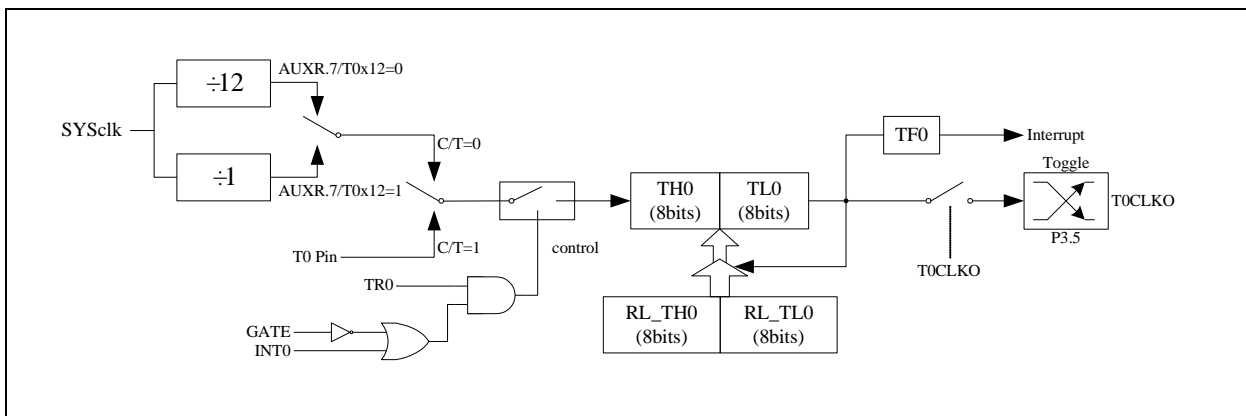 ÷12
AUXR.7/T0x12=0
SYSclk
÷1
AUXR.7/T0x12=1
C/T=0
C/T=1
T0 Pin
control
TR0
GATE
INT0
TH0
(8bits)
TL0
(8bits)
RL_TH0
(8bits)
RL_TL0
(8bits)
TF0
Interrupt
Toggle
T0CLKO
P3.5
T0CLKO